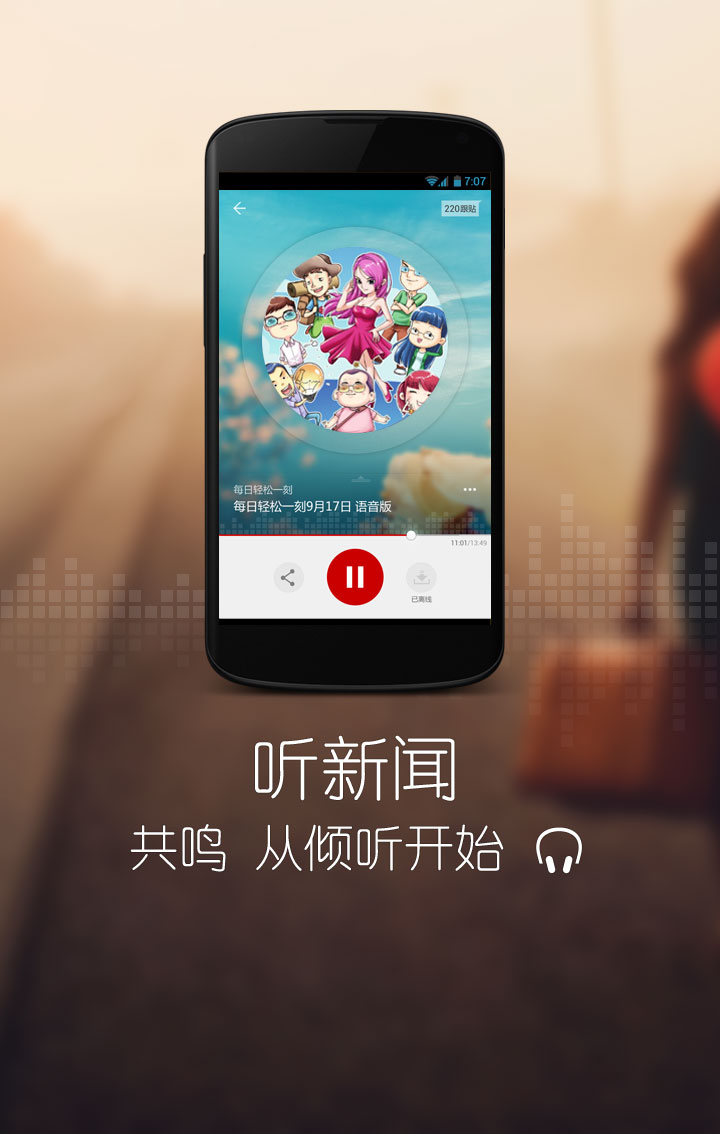 7:07
220跟贴
每日轻松一刻
每日轻松一刻9月17日 语音版
11:01/13:49
已离线
听新闻
共鸣 从倾听开始